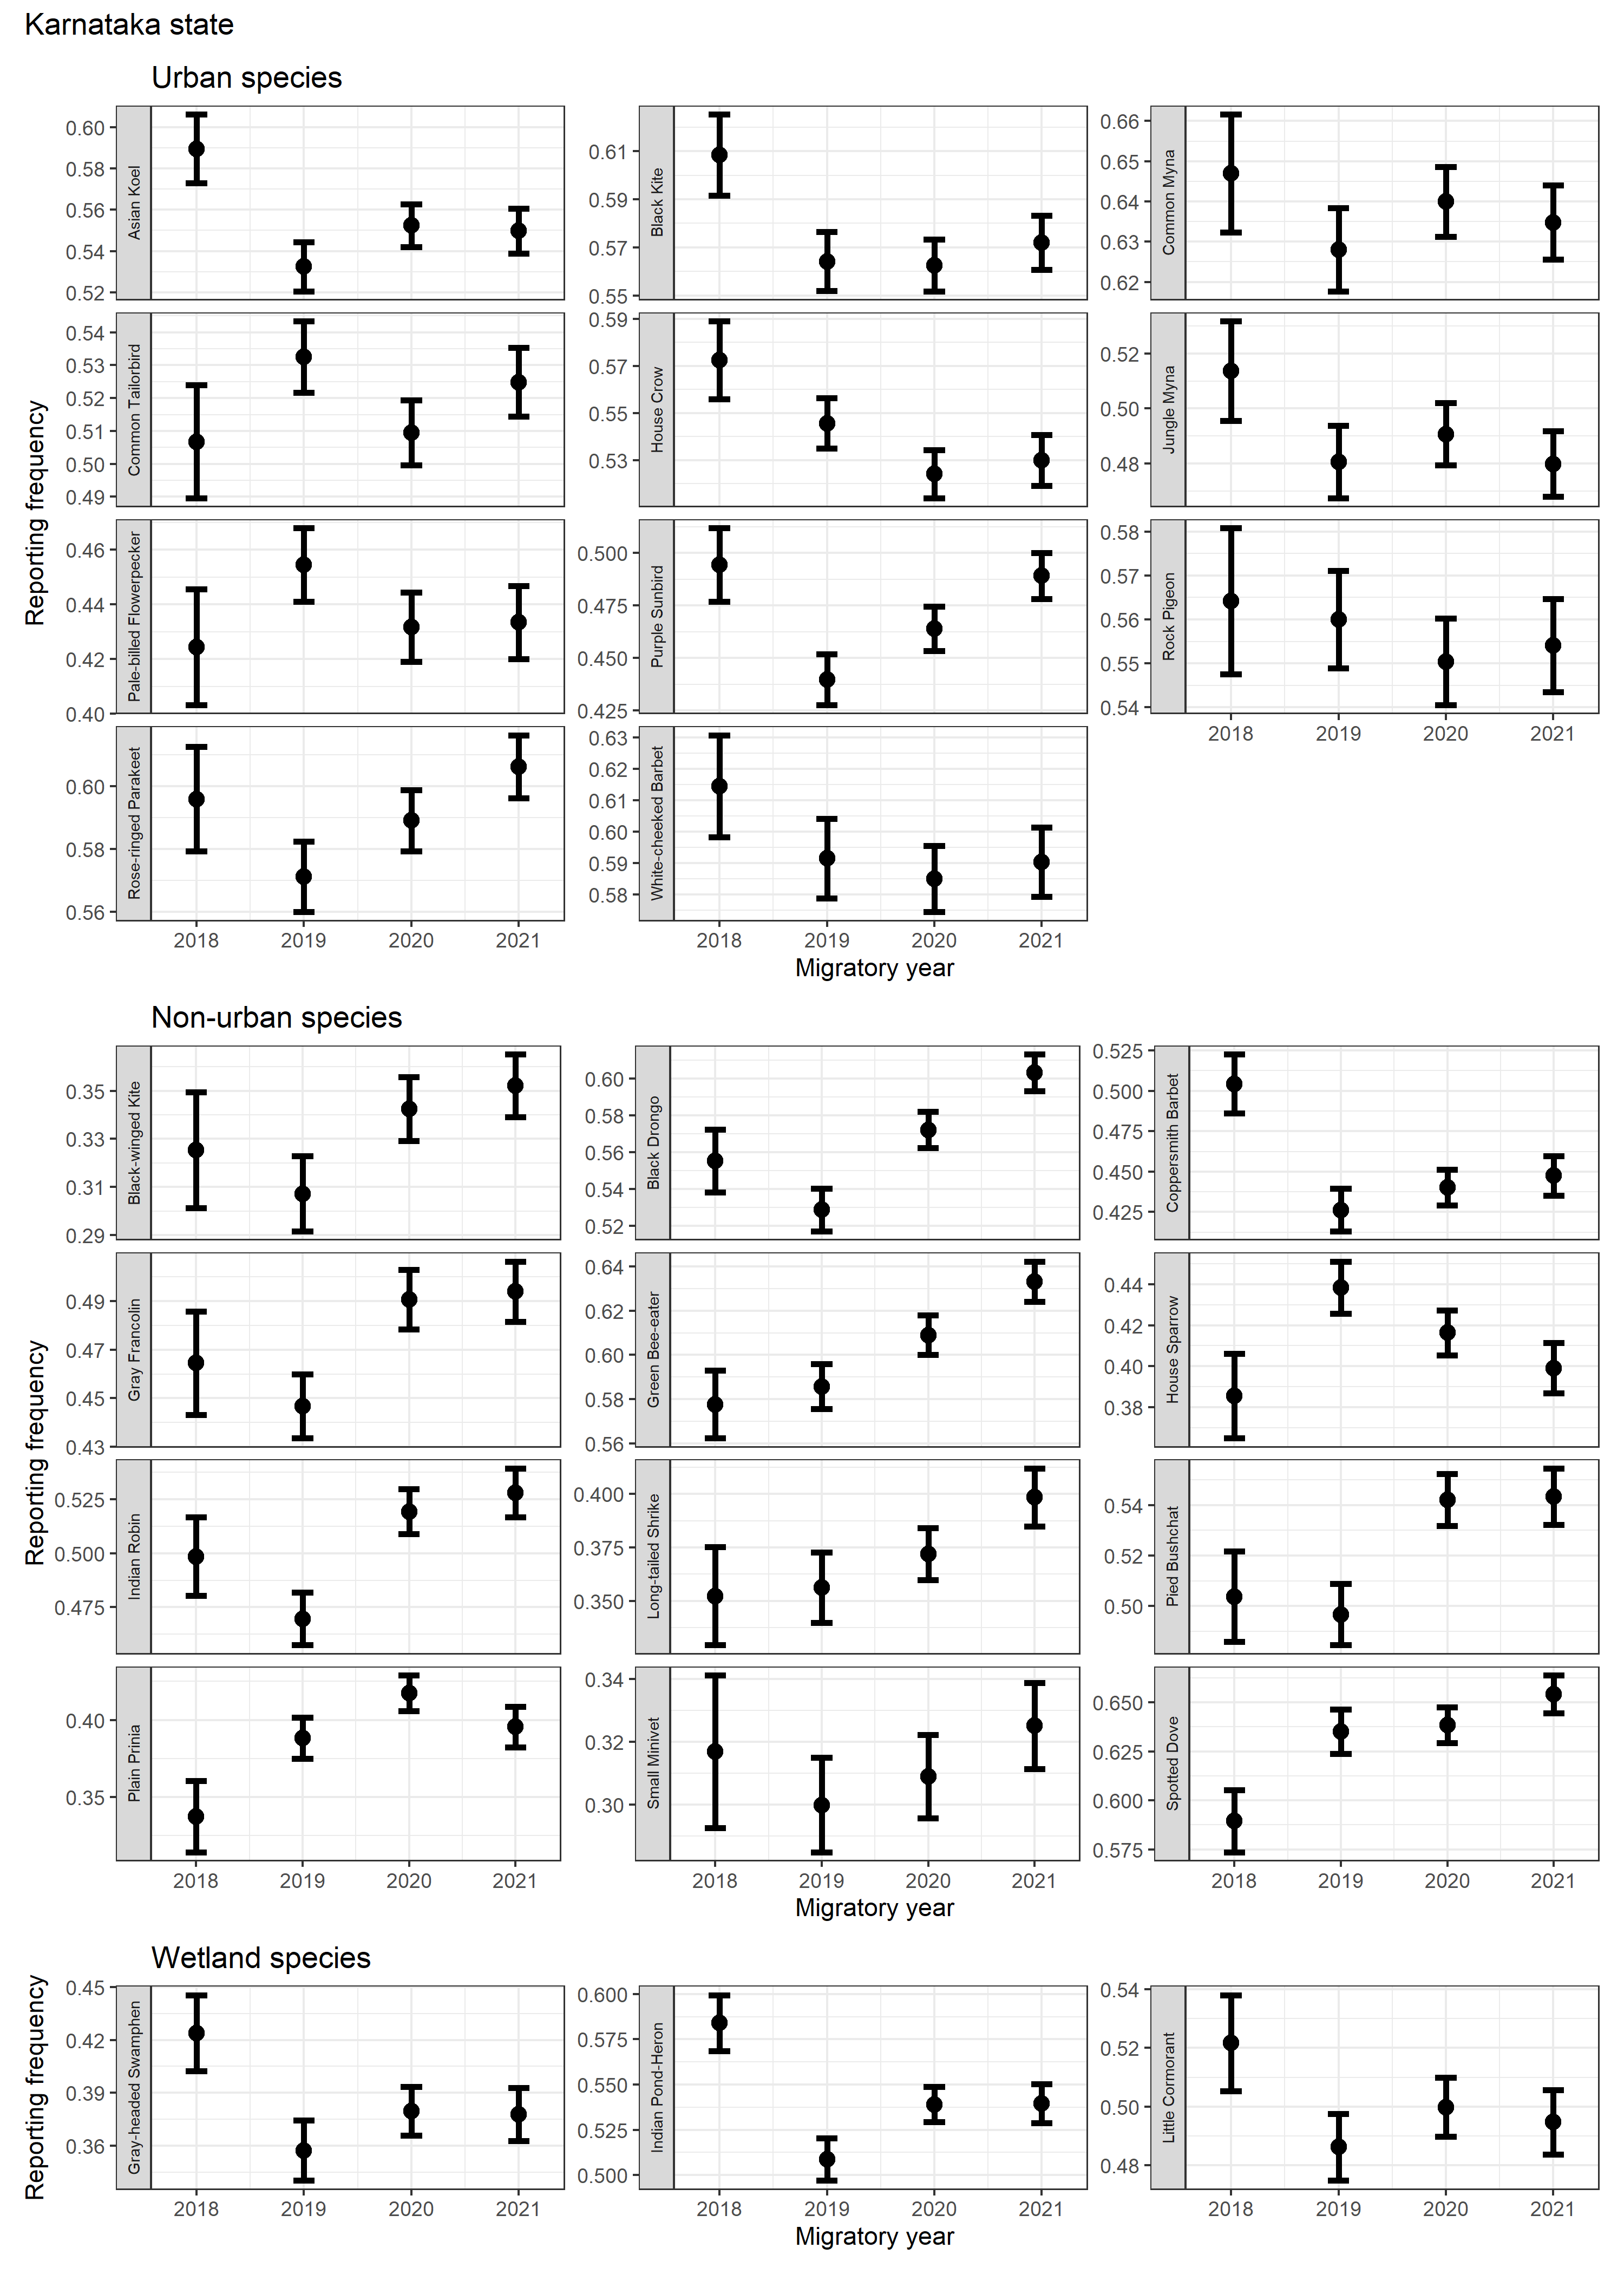 Karnataka state
Urban species
Reporting frequency
Asian Koel
0.60
0.58
0.56
0.54
0.52
Black Kite
0.61
0.59
0.57
0.55
Common Myna
0.66
0.65
0.64
0.63
0.62
Common Tailorbird
0.54
0.53
0.52
0.51
0.50
0.49
House Crow
0.59
0.57
0.55
0.53
Jungle Myna
0.52
0.50
0.48
Pale-billed Flowerpecker
0.46
0.44
0.42
0.40
Purple Sunbird
0.500
0.475
0.450
0.425
Rock Pigeon
0.58
0.57
0.56
0.55
0.54
2018 2019 2020 2021
Rose-ringed Parakeet
0.60
0.58
0.56
2018 2019 2020 2021
White-cheeked Barbet
0.63
0.62
0.61
0.60
0.59
0.58
2018 2019 2020 2021
Migratory year
Non-urban species
Reporting frequency
Black-winged Kite
0.35
0.33
0.31
0.29
Black Drongo
0.60
0.58
0.56
0.54
0.52
Coppersmith Barbet
0.525
0.500
0.475
0.450
0.425
Gray Francolin
0.49
0.47
0.45
0.43
Green Bee-eater
0.64
0.62
0.60
0.58
0.56
House Sparrow
0.44
0.42
0.40
0.38
Indian Robin
0.525
0.500
0.475
Long-tailed Shrike
0.400
0.375
0.350
Pied Bushchat
0.54
0.52
0.50
Plain Prinia
0.40
0.35
2018 2019 2020 2021
Small Minivet
0.34
0.32
0.30
2018 2019 2020 2021
Spotted Dove
0.650
0.625
0.600
0.575
2018 2019 2020 2021
Migratory year
Wetland species
Reporting frequency
Gray-headed Swamphen
0.45
0.42
0.39
0.36
2018 2019 2020 2021
Indian Pond-Heron
0.600
0.575
0.550
0.525
0.500
2018 2019 2020 2021
Little Cormorant
0.54
0.52
0.50
0.48
2018 2019 2020 2021
Migratory year